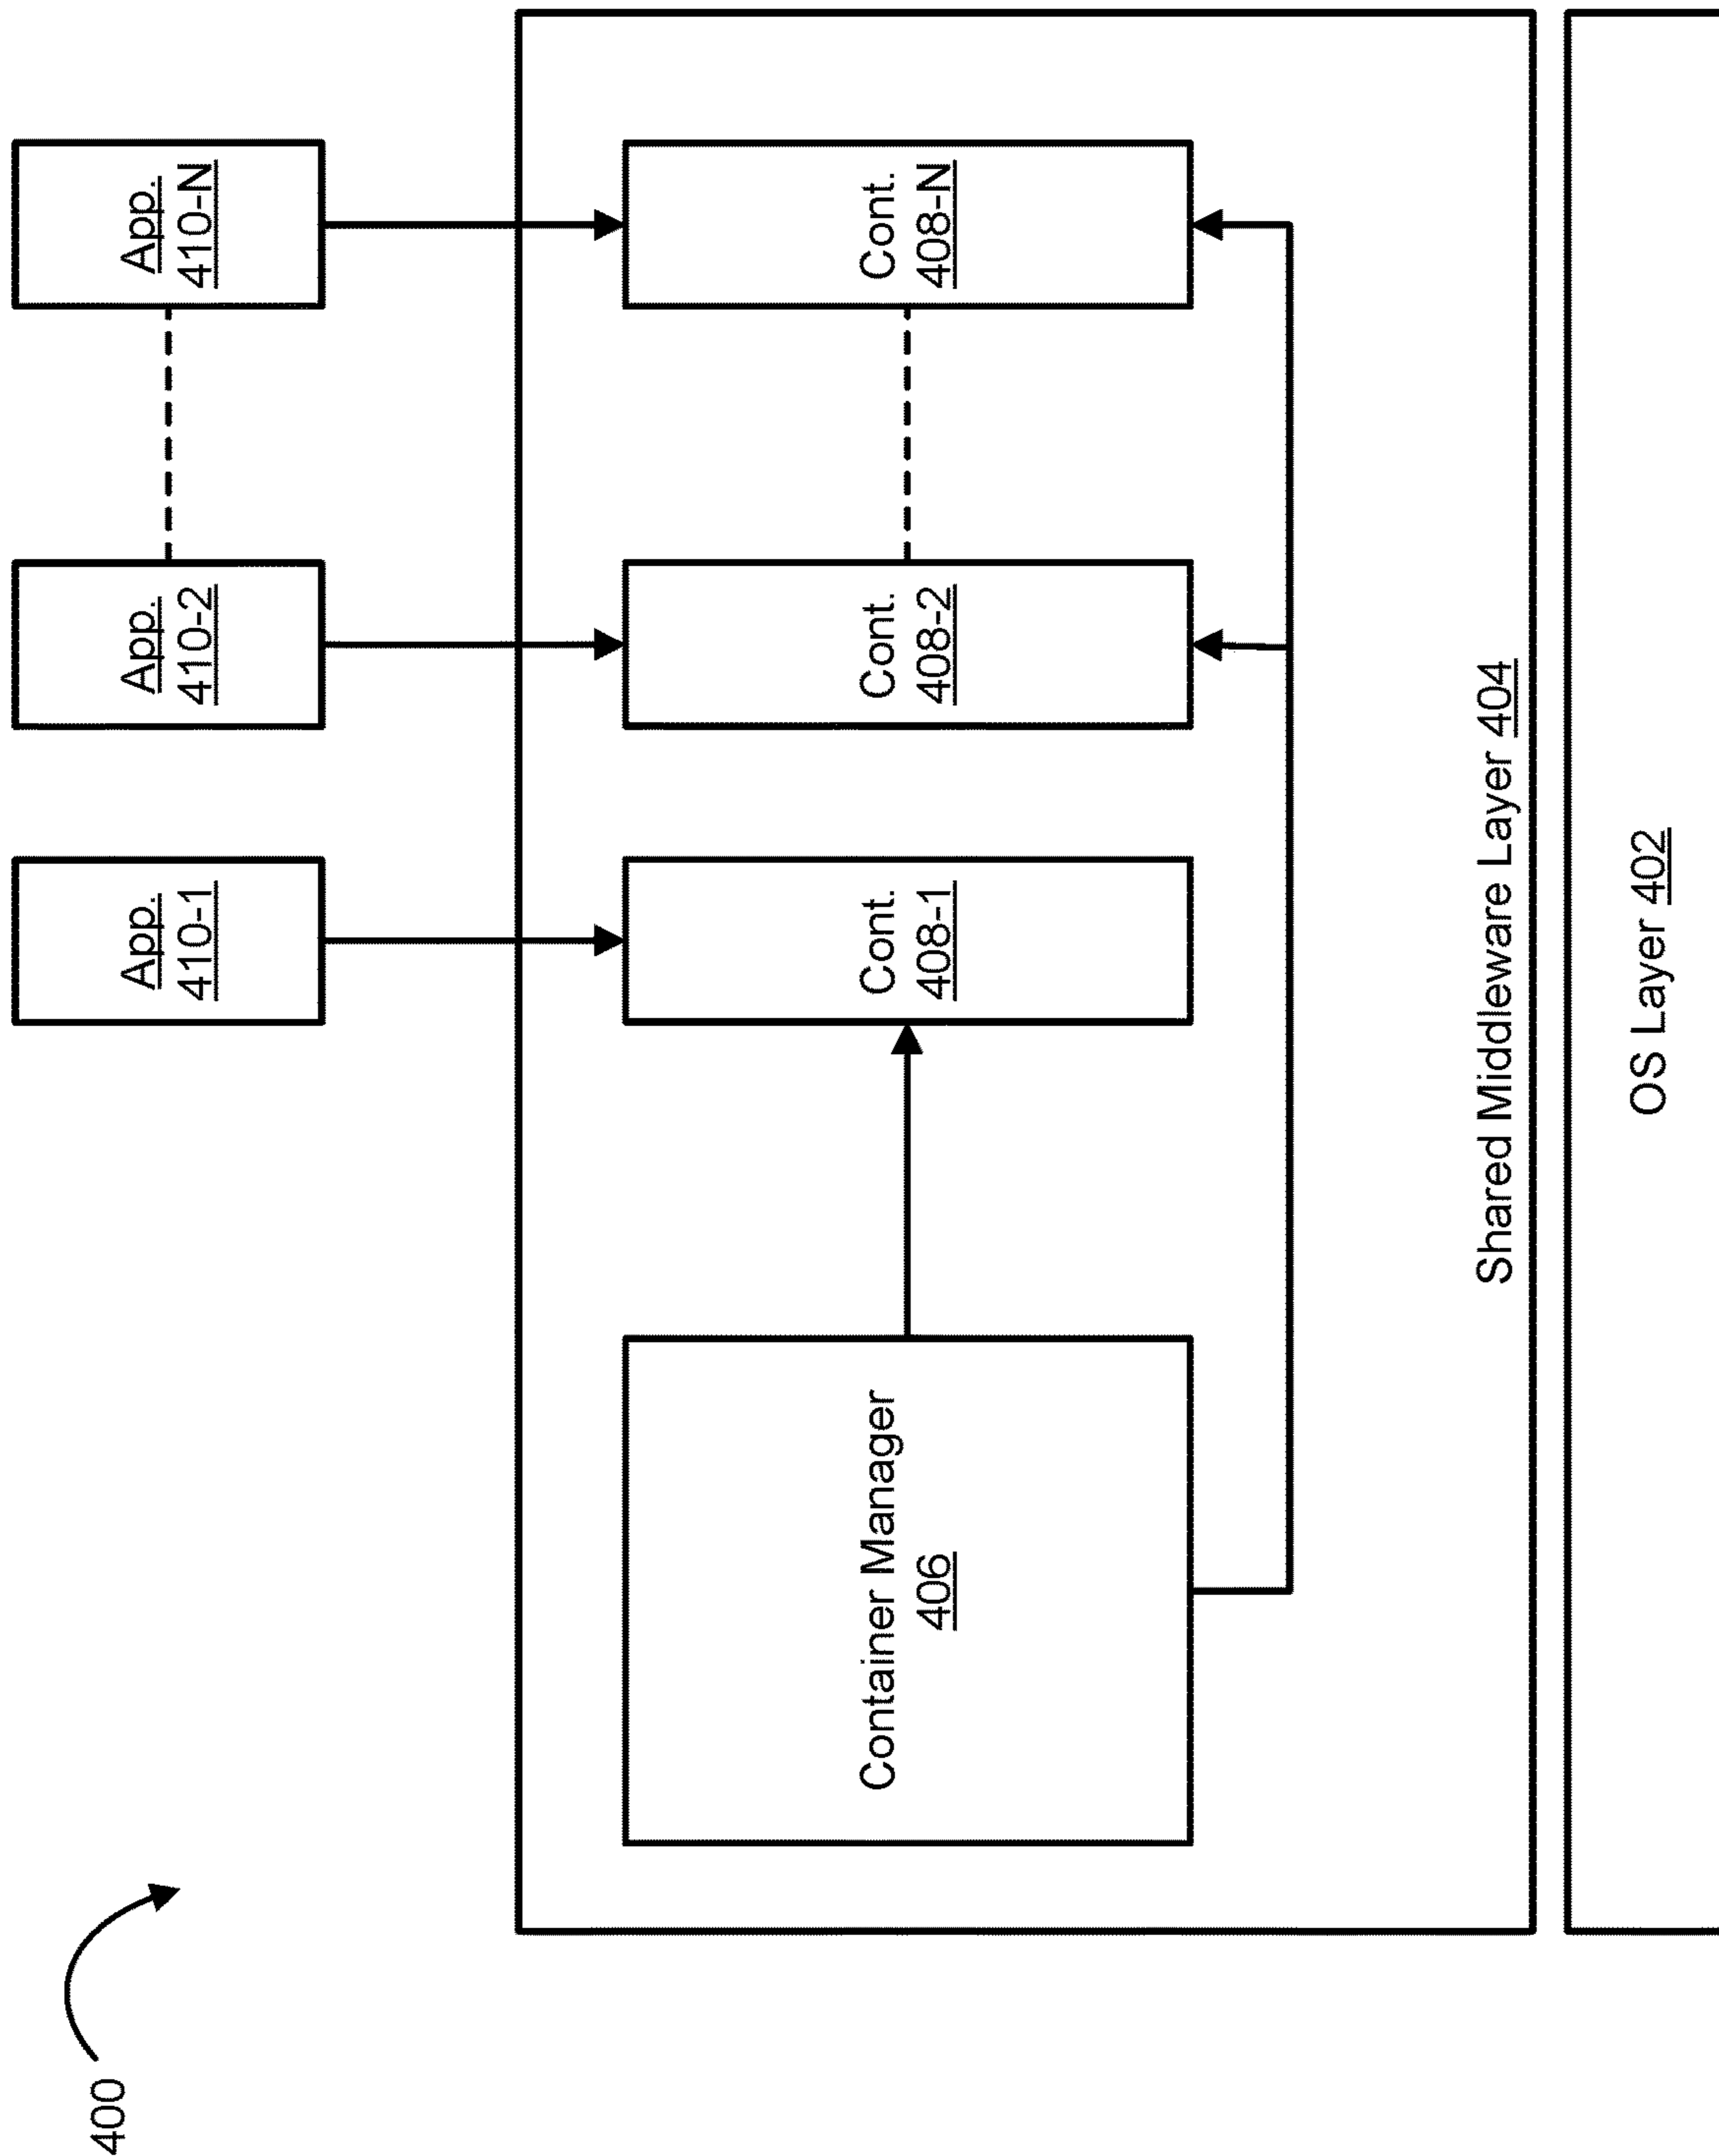 400
App.
410-1
App.
410-2
App.
410-N
Container Manager
406
Cont.
408-1
Cont.
408-2
Cont.
408-N
Shared Middleware Layer 404
OS Layer 402